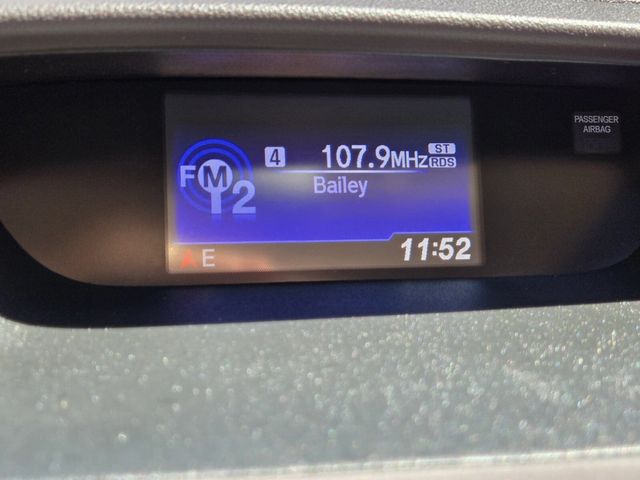 PASSENGER
AIRBAG
4 107.9MHz ST
RDS
FM
2
Bailey
E 11:52